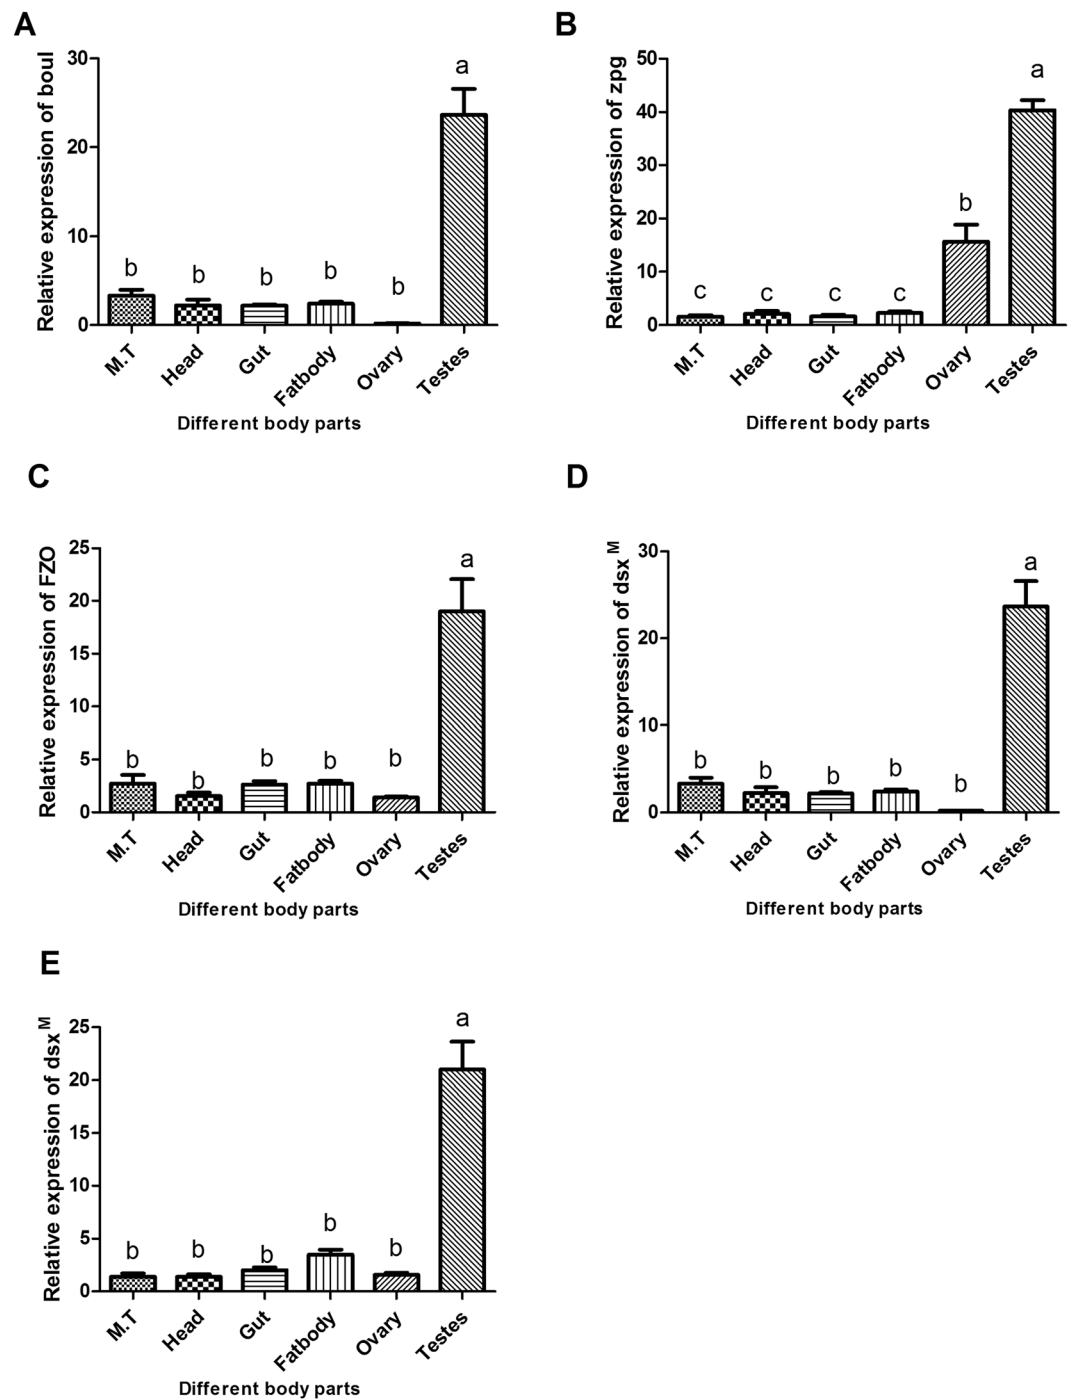 A
Relative expression of boul
30
20
10
0
a
b
b
b
b
b
M.T
Head
Gut
Fatbody
Ovary
Testes
Different body parts
B
Relative expression of zpg
50
40
30
20
10
0
c
c
c
c
b
a
M.T
Head
Gut
Fatbody
Ovary
Testes
Different body parts
C
Relative expression of FZO
25
20
15
10
5
0
b
b
b
b
b
a
M.T
Head
Gut
Fatbody
Ovary
Testes
Different body parts
D
Relative expression of dsx M
30
20
10
0
b
b
b
b
b
a
M.T
Head
Gut
Fatbody
Ovary
Testes
Different body parts
E
Relative expression of dsxM
25
20
15
10
5
0
b
b
b
b
b
a
M.T
Head
Gut
Fatbody
Ovary
Testes
Different body parts